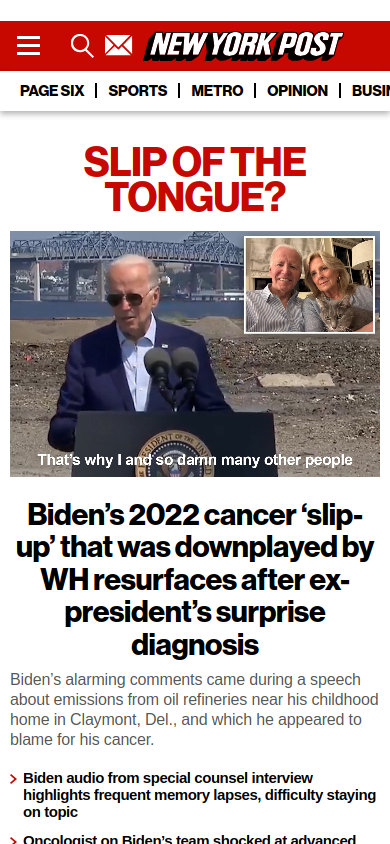 NEW YORK POST
PAGE SIX SPORTS METRO OPINION BUSI
SLIP OF THE
TONGUE?
That's why I and so damn many other people
Biden's 2022 cancer 'slip-
up' that was downplayed by
WH resurfaces after ex-
president's surprise
diagnosis
Biden's alarming comments came during a speech
about emissions from oil refineries near his childhood
home in Claymont, Del., and which he appeared to
blame for his cancer.
Biden audio from special counsel interview
highlights frequent memory lapses, difficulty staying
on topic
Oncologist on Biden's team shocked at advanced